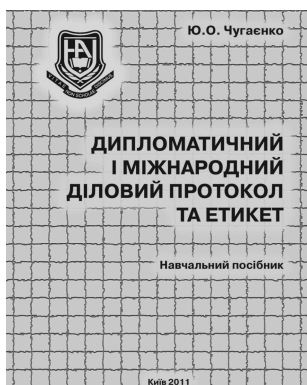 Ю.О. Чугаєнко
ДИПЛОМАТИЧНИЙ
І МІЖНАРОДНИЙ
ДІЛОВИЙ ПРОТОКОЛ
ТА ЕТИКЕТ
Навчальний посібник
Київ 2011